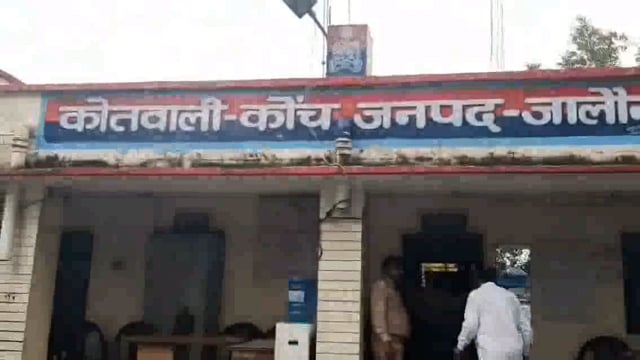 कोतवाली-कोंच जनपद-जालौन